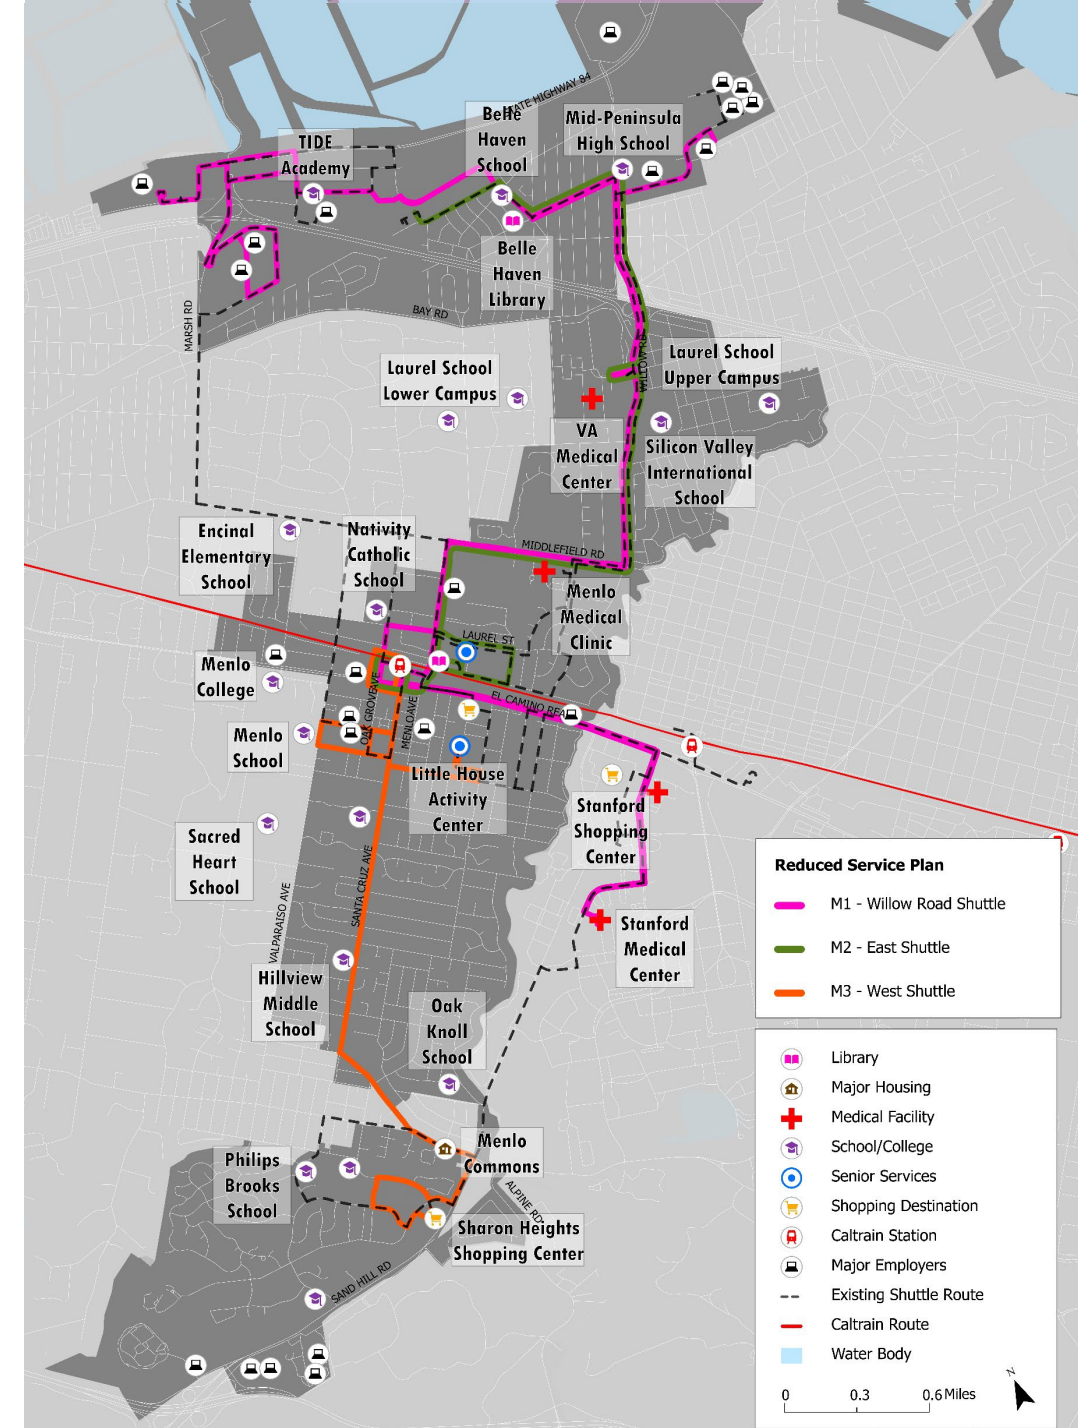 STATE HIGHWAY 84
Belle
Haven
School
Mid-Peninsula
High School
TIDE
Academy
Belle
Haven
Library
MARSH RD
BAY RD
WILLOW RD
Laurel School
Lower Campus
Laurel School
Upper Campus
VA
Medical
Center
Silicon Valley
International
School
Encinal
Elementary
School
Nativity
Catholic
School
MIDDLEFIELD RD
Menlo
Medical
Clinic
LAUREL ST
Menlo
College
OAK GROVE AVE
MENLO AVE
EL CAMINO REAL
Menlo
School
Little House
Activity
Center
Stanford
Shopping
Center
Sacred
Heart
School
SANTA CRUZ AVE
VALPARAISO AVE
Stanford
Medical
Center
Hillview
Middle
School
Oak
Knoll
School
Menlo
Commons
Philips
Brooks
School
ALPINE RD
Sharon Heights
Shopping Center
SAND HILL RD
Reduced Service Plan
M1 - Willow Road Shuttle
M2 - East Shuttle
M3 - West Shuttle
Library
Major Housing
Medical Facility
School/College
Senior Services
Shopping Destination
Caltrain Station
Major Employers
Existing Shuttle Route
Caltrain Route
Water Body
N
0 0.3 0.6 Miles